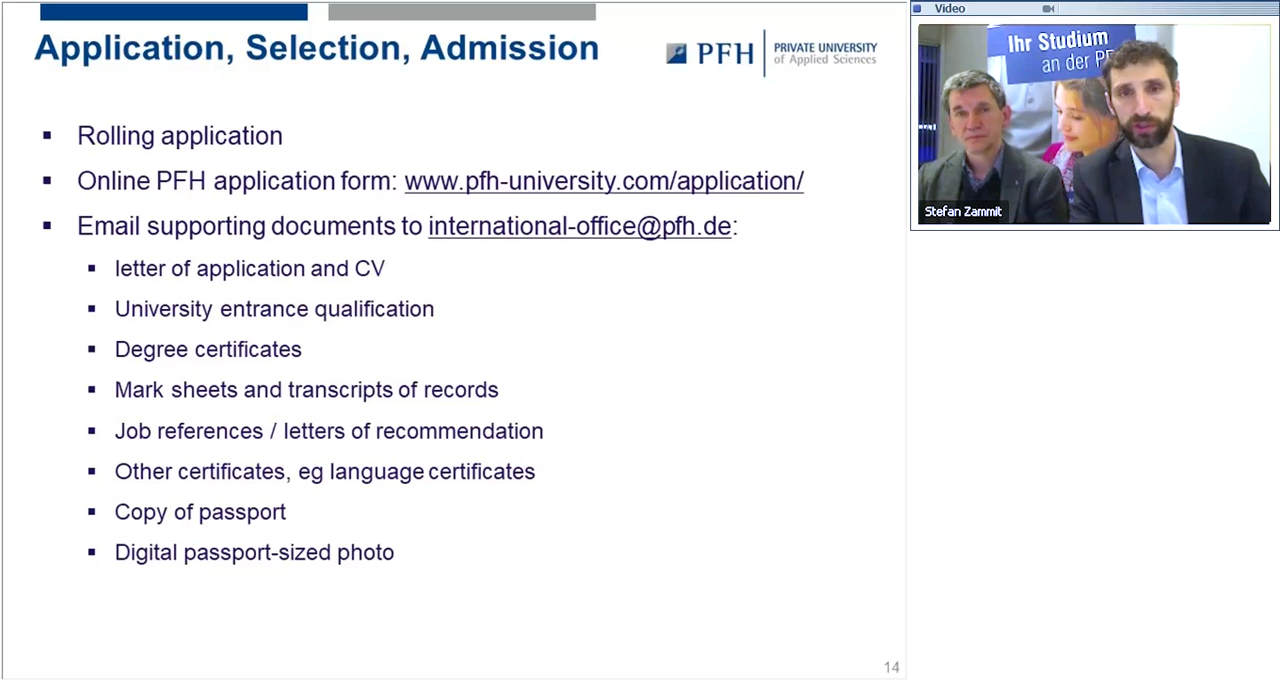 Application, Selection, Admission
PFH
PRIVATE UNIVERSITY
of Applied Sciences
Rolling application
Online PFH application form: www.pfh-university.com/application/
Email supporting documents to international-office@pfh.de:
letter of application and CV
University entrance qualification
Degree certificates
Mark sheets and transcripts of records
Job references / letters of recommendation
Other certificates, eg language certificates
Copy of passport
Digital passport-sized photo
14
Video
Ihr Studium
an der
Stefan Zammit